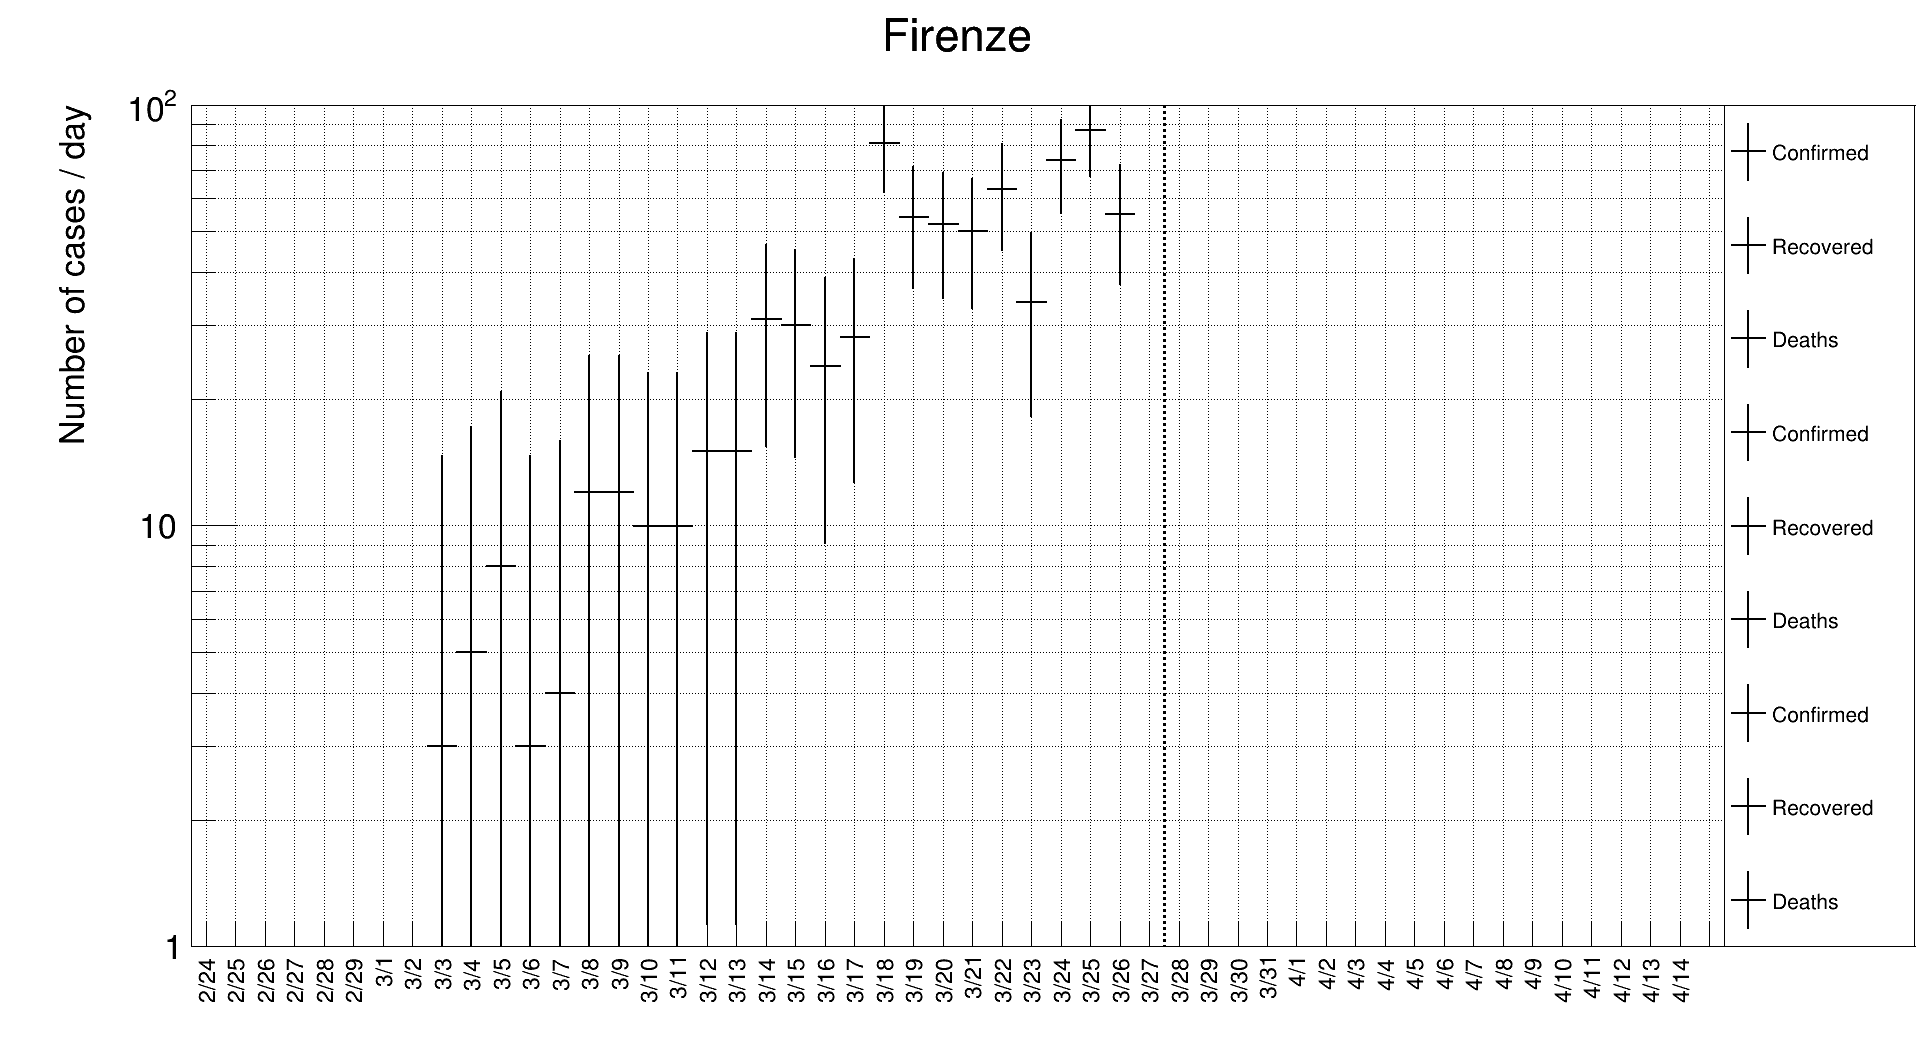 Firenze
Number of cases / day
10²
10
1
2/24 2/25 2/26 2/27 2/28 2/29 3/1 3/2 3/3 3/4 3/5 3/6 3/7 3/8 3/9 3/10 3/11 3/12 3/13 3/14 3/15 3/16 3/17 3/18 3/19 3/20 3/21 3/22 3/23 3/24 3/25 3/26 3/27 3/28 3/29 3/30 3/31 4/1 4/2 4/3 4/4 4/5 4/6 4/7 4/8 4/9 4/10 4/11 4/12 4/13 4/14
Confirmed
Recovered
Deaths
Confirmed
Recovered
Deaths
Confirmed
Recovered
Deaths